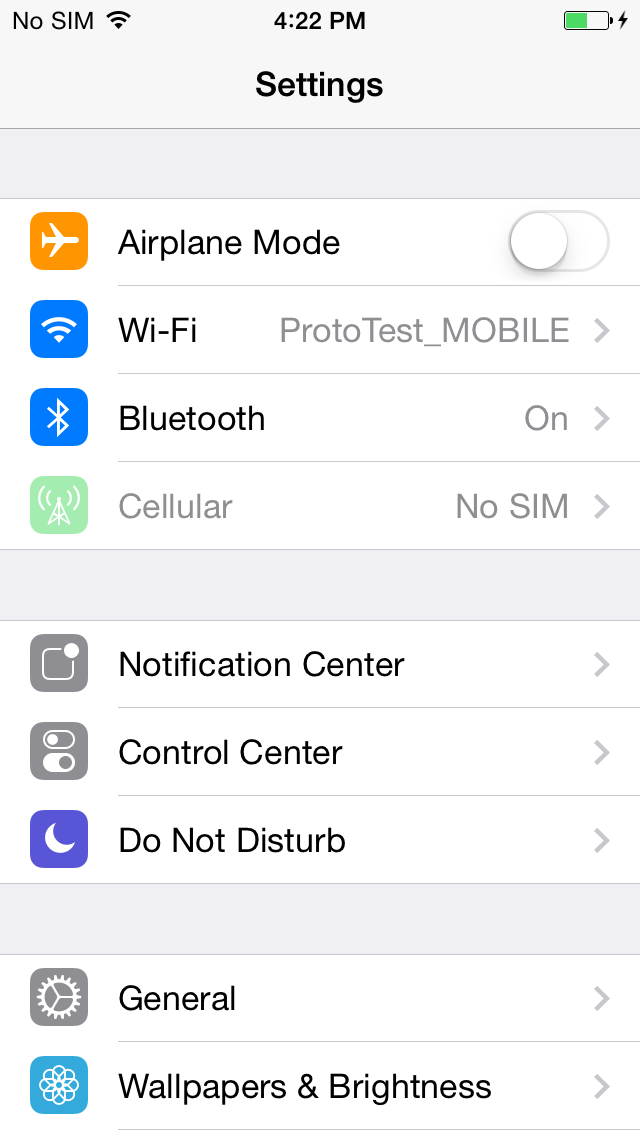 No SIM 4:22 PM
Settings
Airplane Mode
Wi-Fi ProtoTest_MOBILE
Bluetooth On
Cellular No SIM
Notification Center
Control Center
Do Not Disturb
General
Wallpapers & Brightness